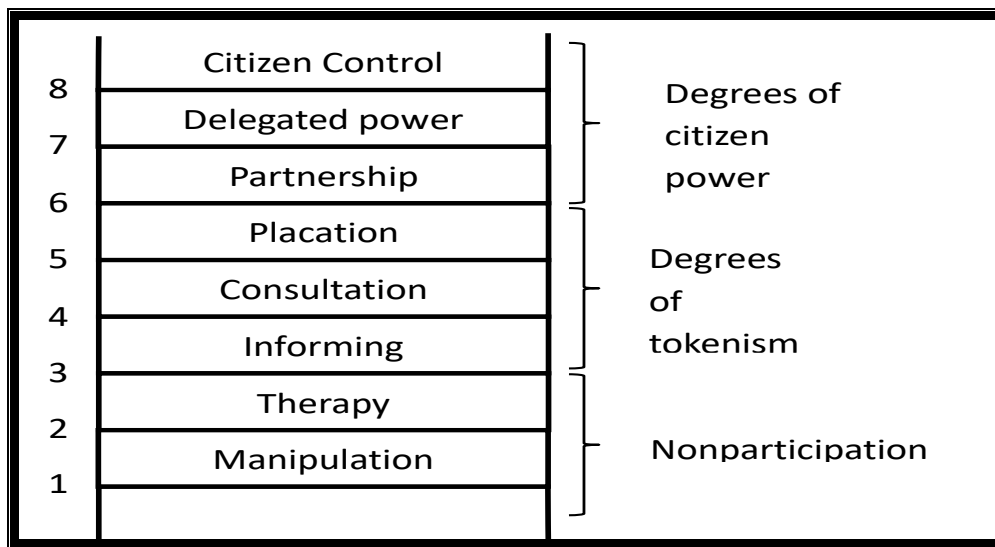 Citizen Control
8
Delegated power
7
Partnership
6
Placation
5
Consultation
4
Informing
3
Therapy
2
Manipulation
1
Degrees of
citizen
power
Degrees
of
tokenism
Nonparticipation